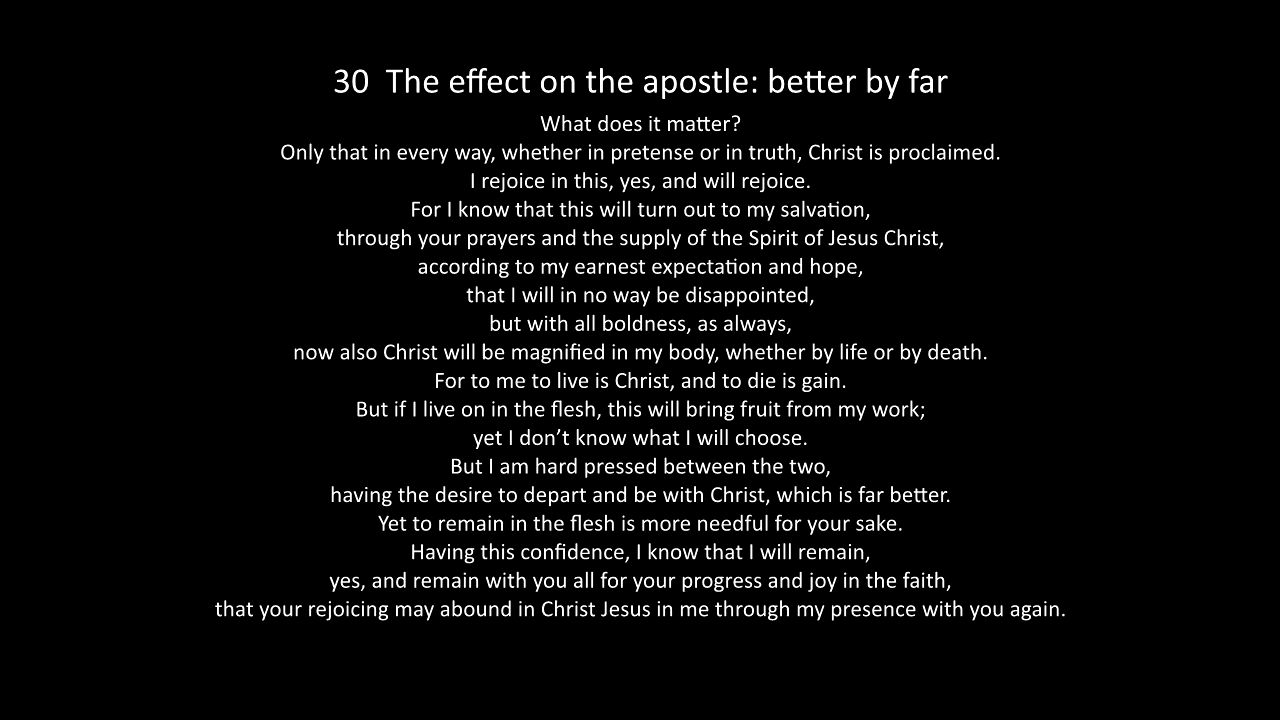 30  The effect on the apostle: better by far
What does it matter?
Only that in every way, whether in pretense or in truth, Christ is proclaimed.
I rejoice in this, yes, and will rejoice.
For I know that this will turn out to my salvation,
through your prayers and the supply of the Spirit of Jesus Christ,
according to my earnest expectation and hope,
that I will in no way be disappointed,
but with all boldness, as always,
now also Christ will be magnified in my body, whether by life or by death.
For to me to live is Christ, and to die is gain.
But if I live on in the flesh, this will bring fruit from my work;
yet I don’t know what I will choose.
But I am hard pressed between the two,
having the desire to depart and be with Christ, which is far better.
Yet to remain in the flesh is more needful for your sake.
Having this confidence, I know that I will remain,
yes, and remain with you all for your progress and joy in the faith,
that your rejoicing may abound in Christ Jesus in me through my presence with you again.